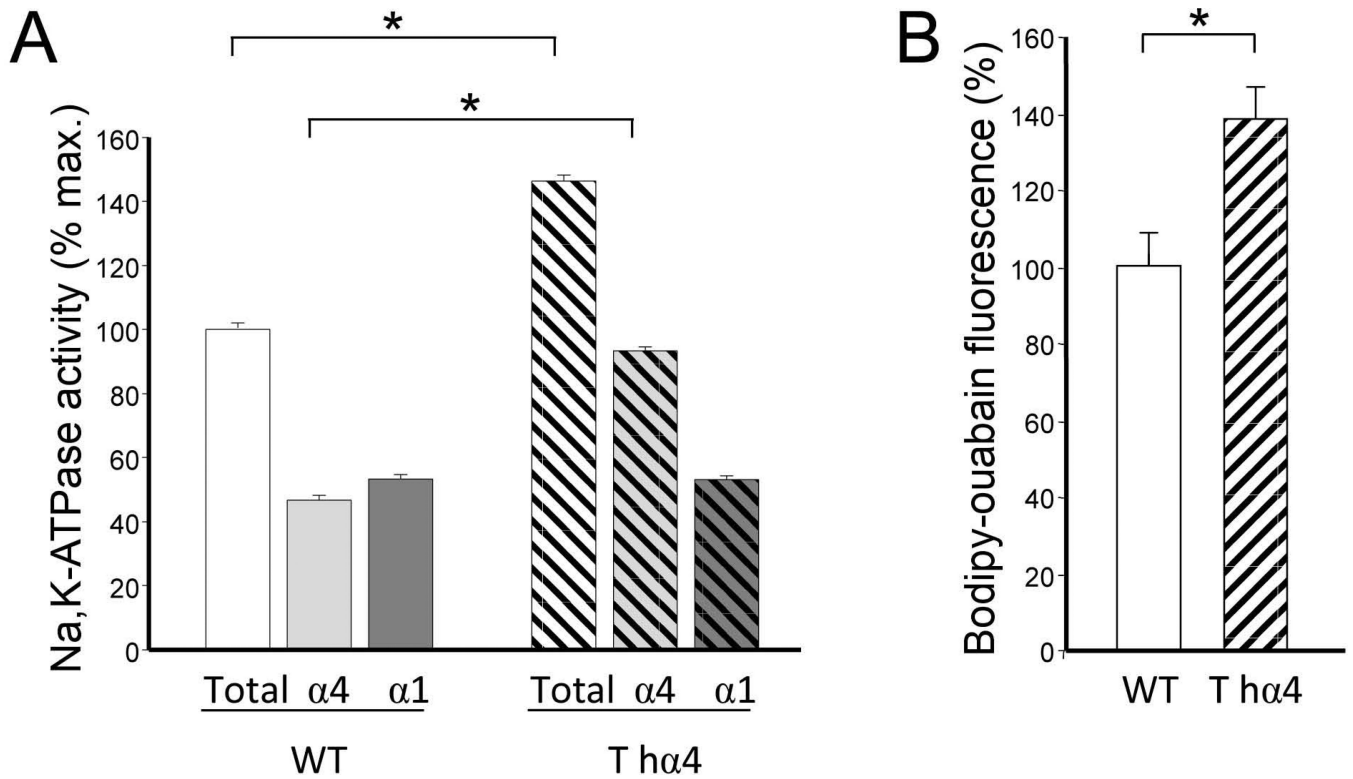 A
*
*
Na,K-ATPase activity (% max.)
160
140
120
100
80
60
40
20
0
Total α4 α1
Total α4 α1
WT
T hα4
B
*
Bodipy-ouabain fluorescence (%)
160
140
120
100
80
60
40
20
0
WT
T hα4